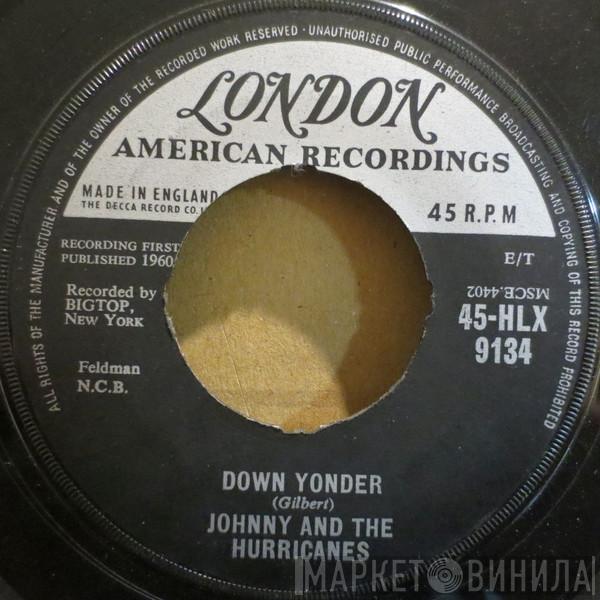 ALL RIGHTS OF THE MANUFACTURER AND OF THE OWNER OF THE RECORDED WORK RESERVED - UNAUTHORISED PUBLIC PERFORMANCE BROADCASTING AND COPYING OF THIS RECORD PROHIBITED
LONDON
AMERICAN RECORDINGS
MADE IN ENGLAND
THE DECCA RECORD CO.
45 R.P.M
RECORDING FIRST
PUBLISHED 1960
E/T
Recorded by
BIGTOP,
New York
MSCE.4402
45-HLX
9134
Feldman
N.C.B.
DOWN YONDER
(Gilbert)
JOHNNY AND THE
HURRICANES
МАРКЕТ ВИНИЛА